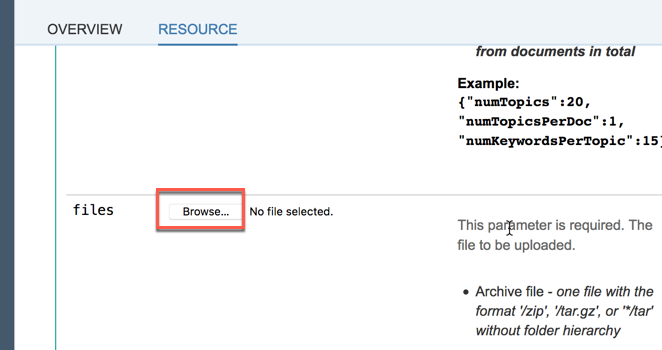 OVERVIEW RESOURCE
from documents in total
Example:
{"numTopics":20,
"numTopicsPerDoc":1,
"numKeywordsPerTopic":15}
files Browse... No file selected.
This parameter is required. The
file to be uploaded.
• Archive file - one file with the
format '/zip', '/tar.gz', or '*/tar'
without folder hierarchy